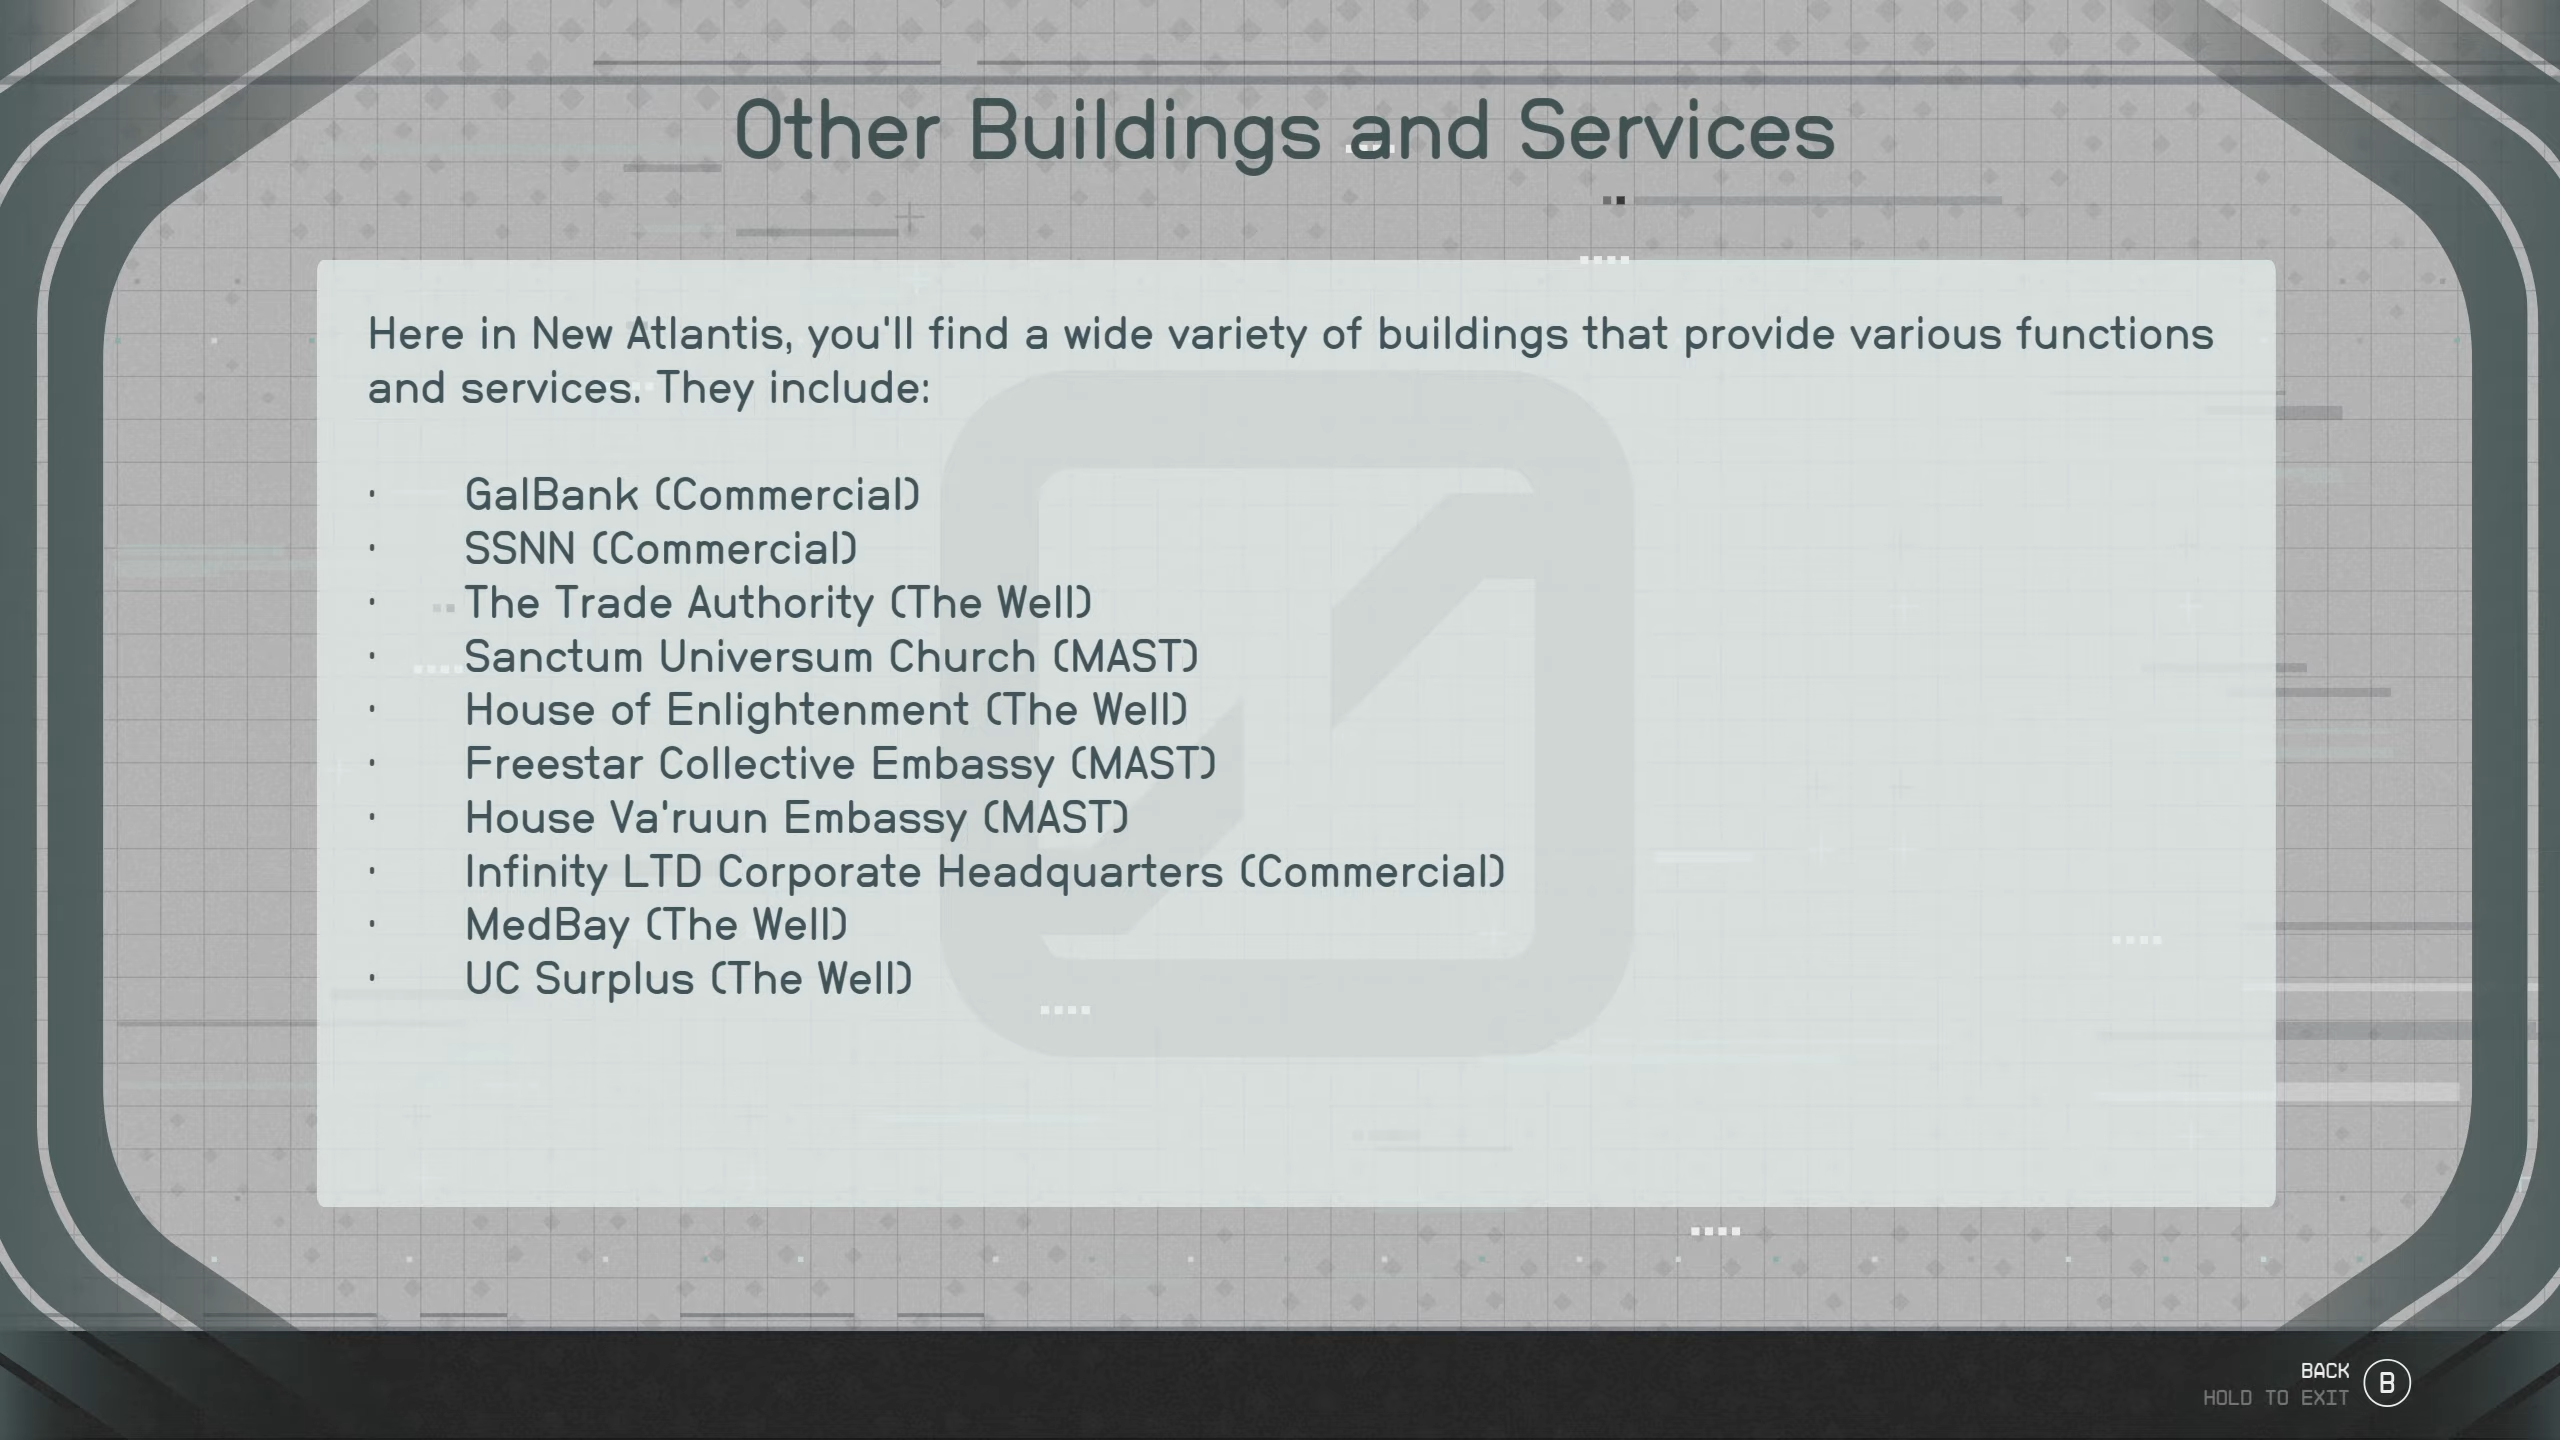 Other Buildings and Services
Here in New Atlantis, you'll find a wide variety of buildings that provide various functions
and services. They include:
· GalBank (Commercial)
· SSNN (Commercial)
· The Trade Authority (The Well)
· Sanctum Universum Church (MAST)
· House of Enlightenment (The Well)
· Freestar Collective Embassy (MAST)
· House Va'ruun Embassy (MAST)
· Infinity LTD Corporate Headquarters (Commercial)
· MedBay (The Well)
· UC Surplus (The Well)
BACK
HOLD TO EXIT
B